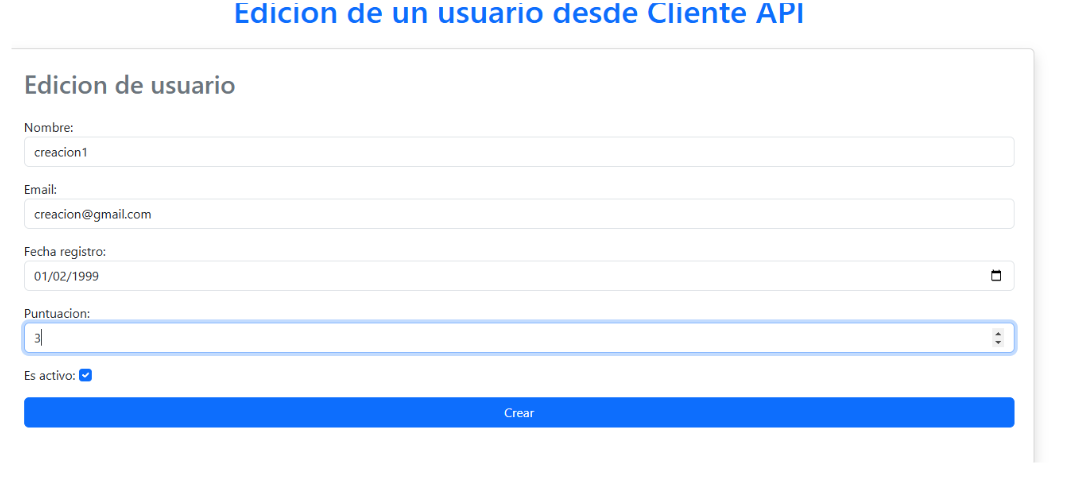 Edicion de un usuario desde Cliente API
Edicion de usuario
Nombre:
creacion1
Email:
creacion@gmail.com
Fecha registro:
01/02/1999
Puntuacion:
3
Es activo:
Crear